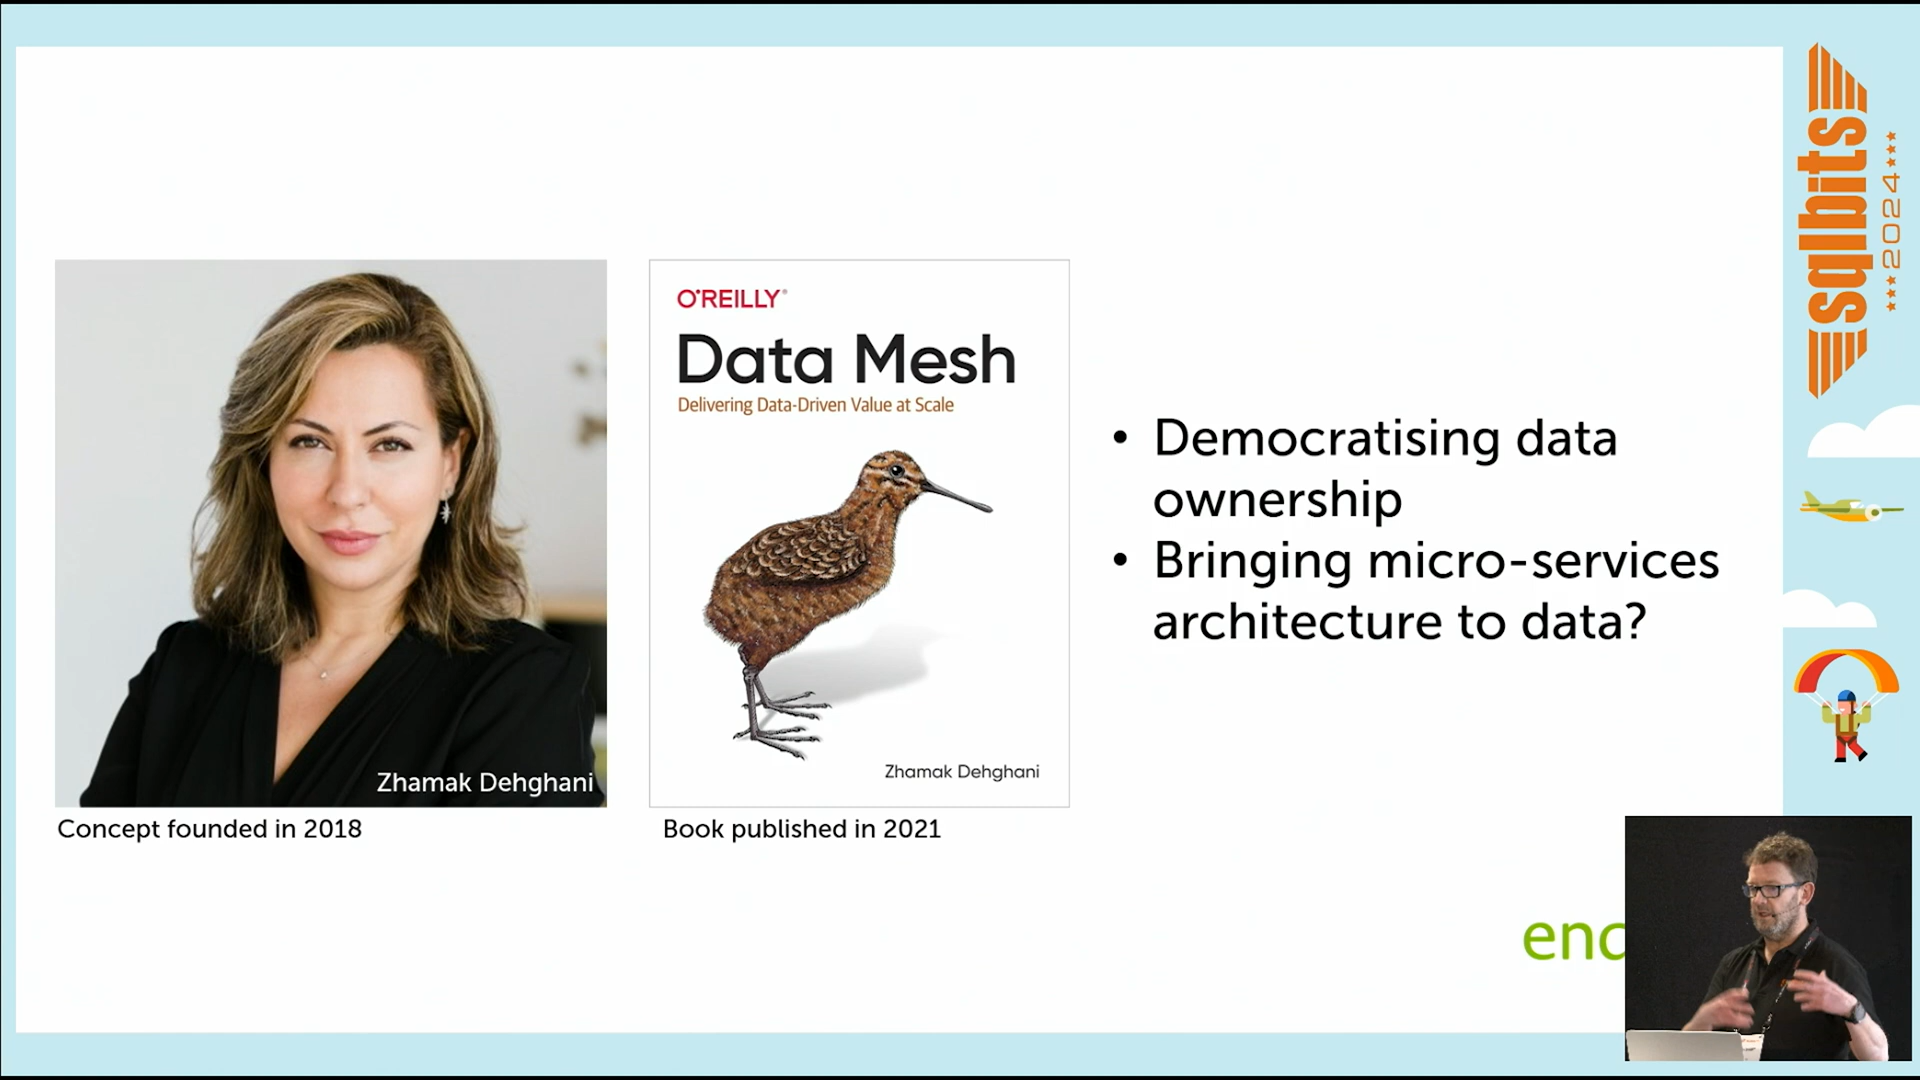 Zhamak Dehghani
Concept founded in 2018
O'REILLY®
Data Mesh
Delivering Data-Driven Value at Scale
Zhamak Dehghani
Book published in 2021
• Democratising data
ownership
• Bringing micro-services
architecture to data?
sqlbits
2024